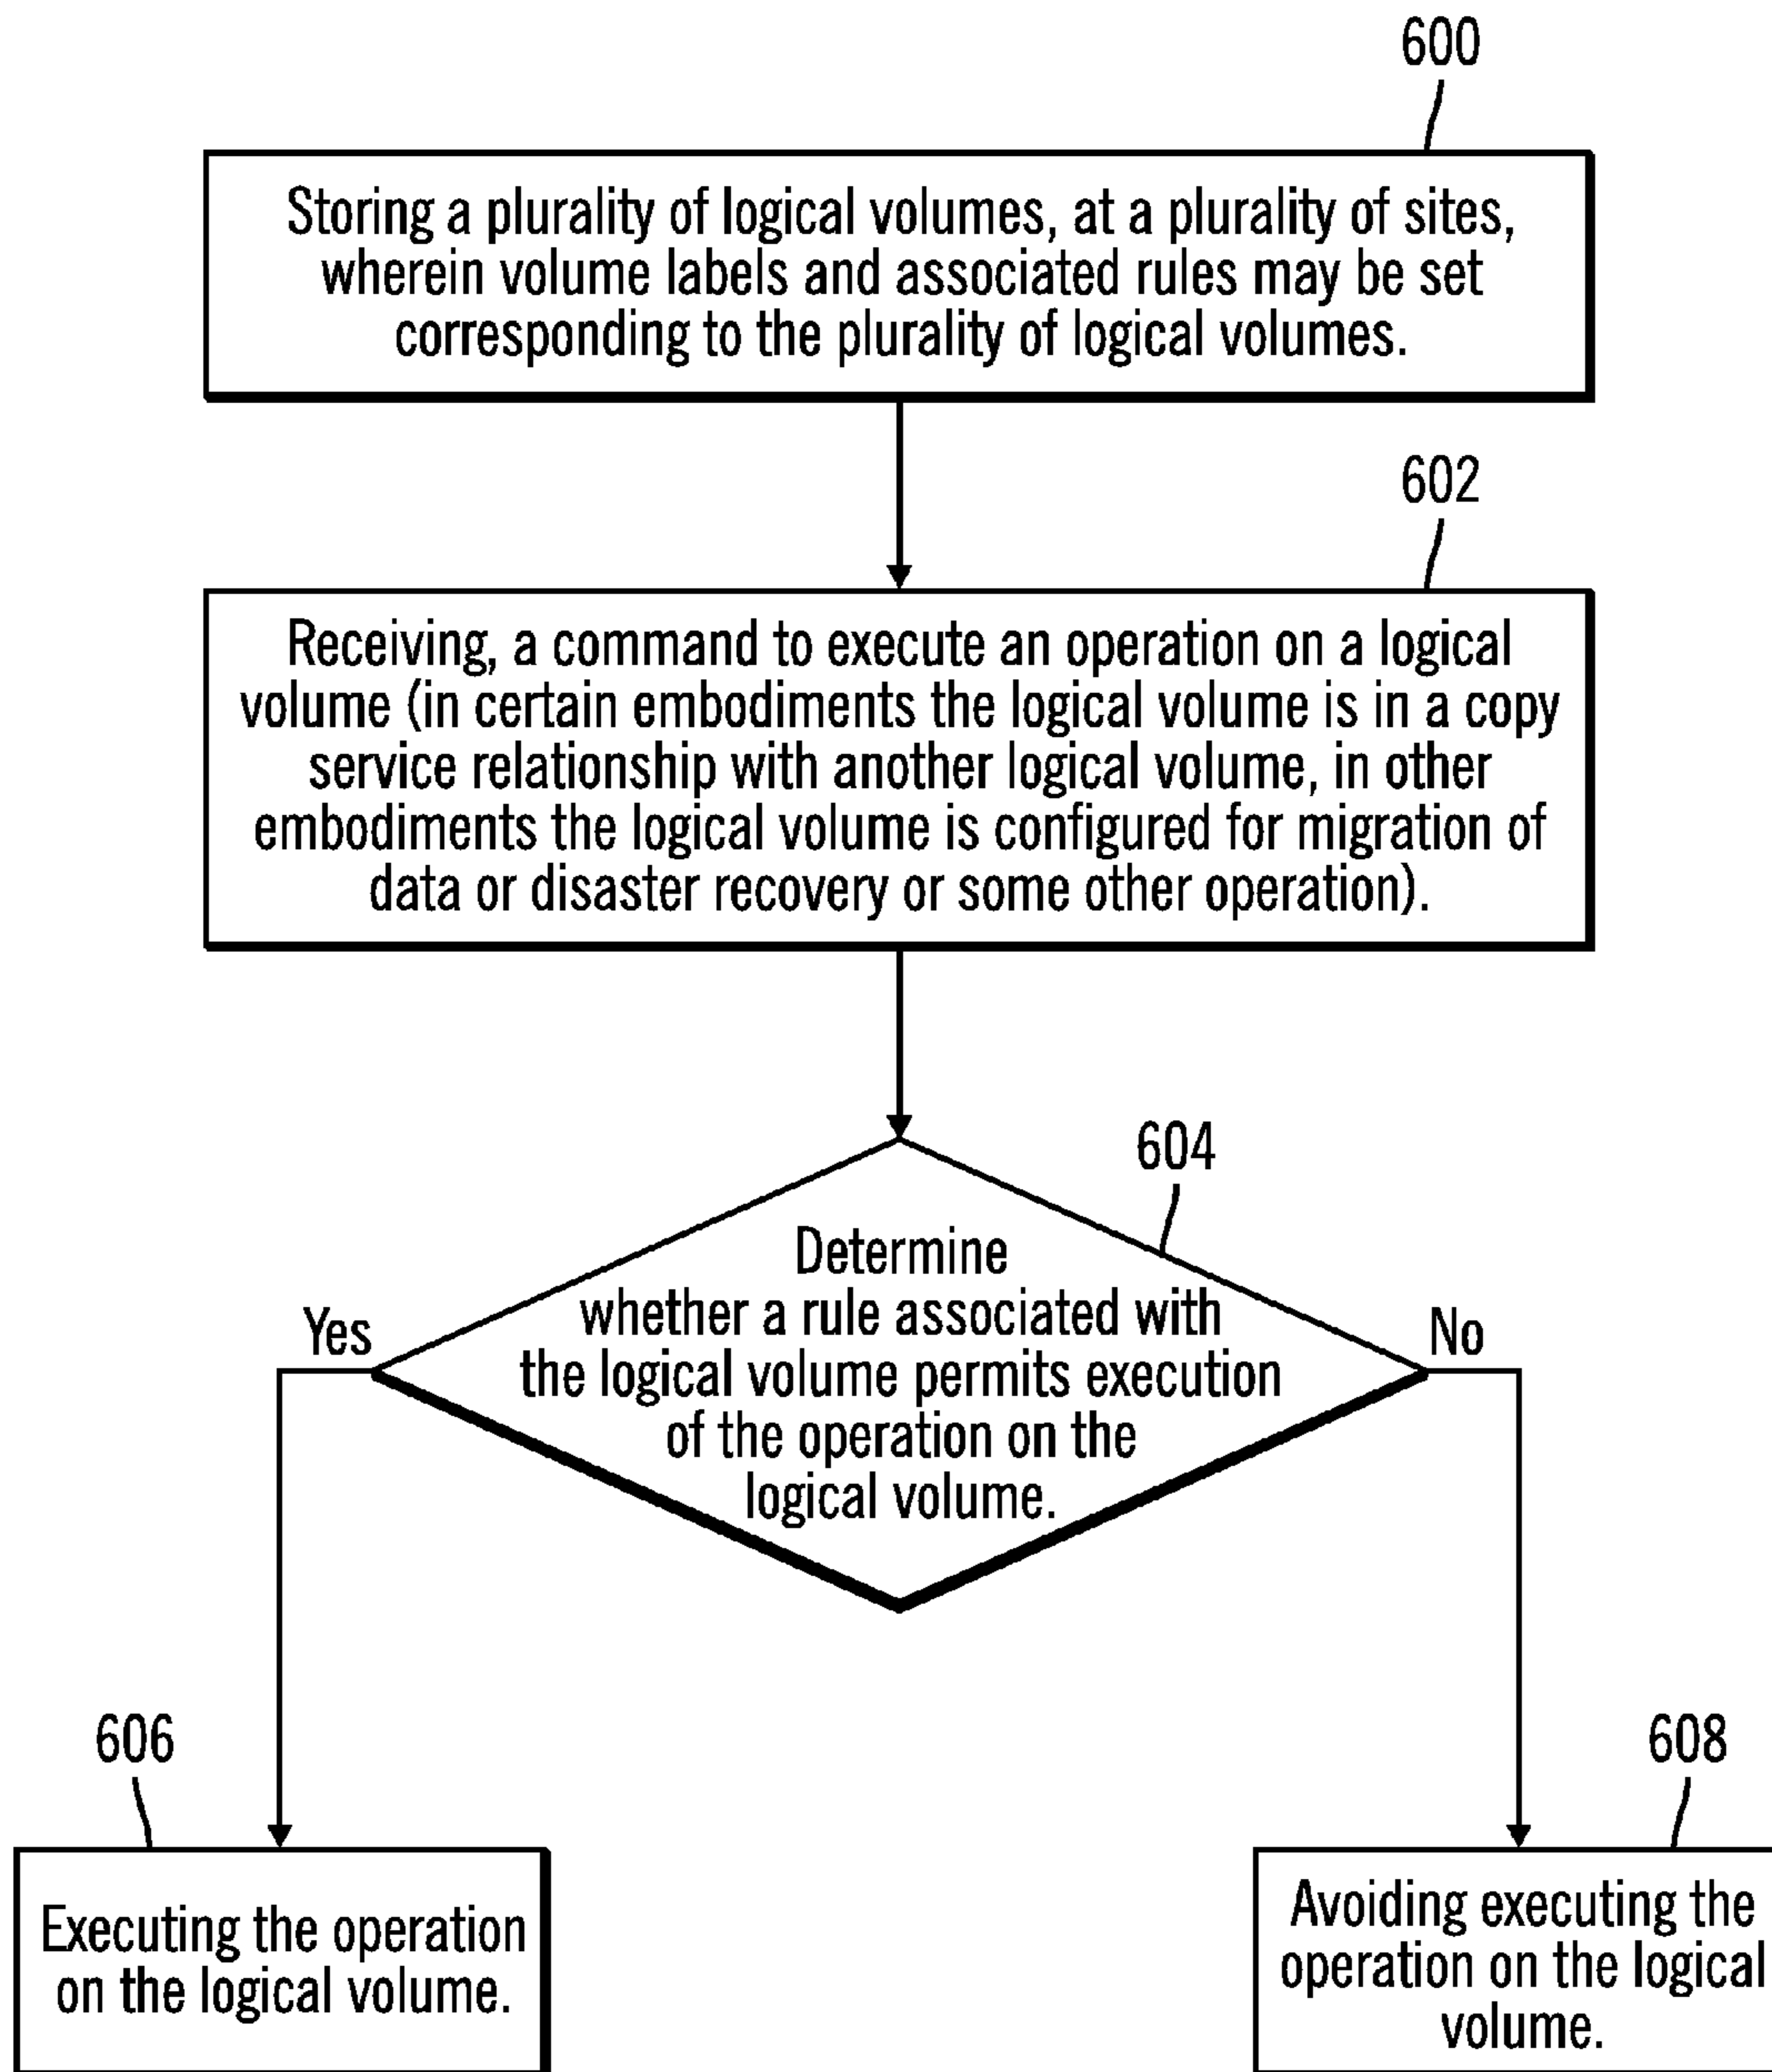 600
Storing a plurality of logical volumes, at a plurality of sites,
wherein volume labels and associated rules may be set
corresponding to the plurality of logical volumes.
602
Receiving, a command to execute an operation on a logical
volume (in certain embodiments the logical volume is in a copy
service relationship with another logical volume, in other
embodiments the logical volume is configured for migration of
data or disaster recovery or some other operation).
604
Determine
whether a rule associated with
the logical volume permits execution
of the operation on the
logical volume.
Yes
No
606
Executing the operation
on the logical volume.
608
Avoiding executing the
operation on the logical
volume.